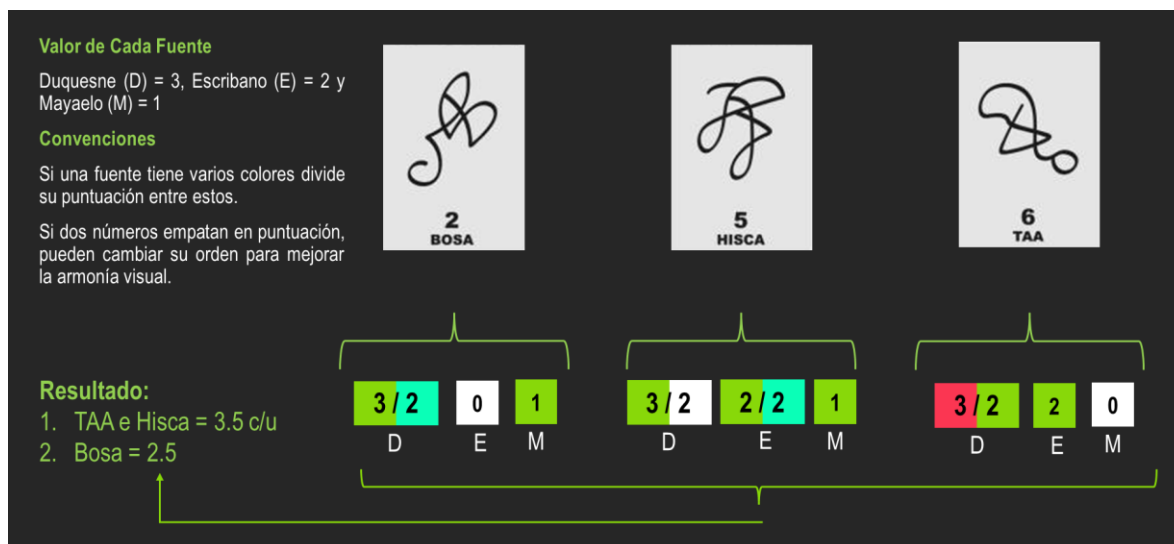 Valor de Cada Fuente
Duquesne (D) = 3, Escribano (E) = 2 y
Mayaelo (M) = 1
Convenciones
Si una fuente tiene varios colores divide
su puntuación entre estos.
Si dos números empatan en puntuación,
pueden cambiar su orden para mejorar
la armonía visual.
2
BOSA
5
HISCA
6
TAA
3 / 2
0
1
D
E
M
3 / 2
2 / 2
1
D
E
M
3 / 2
2
0
D
E
M
Resultado:
1. TAA e Hisca = 3.5 c/u
2. Bosa = 2.5